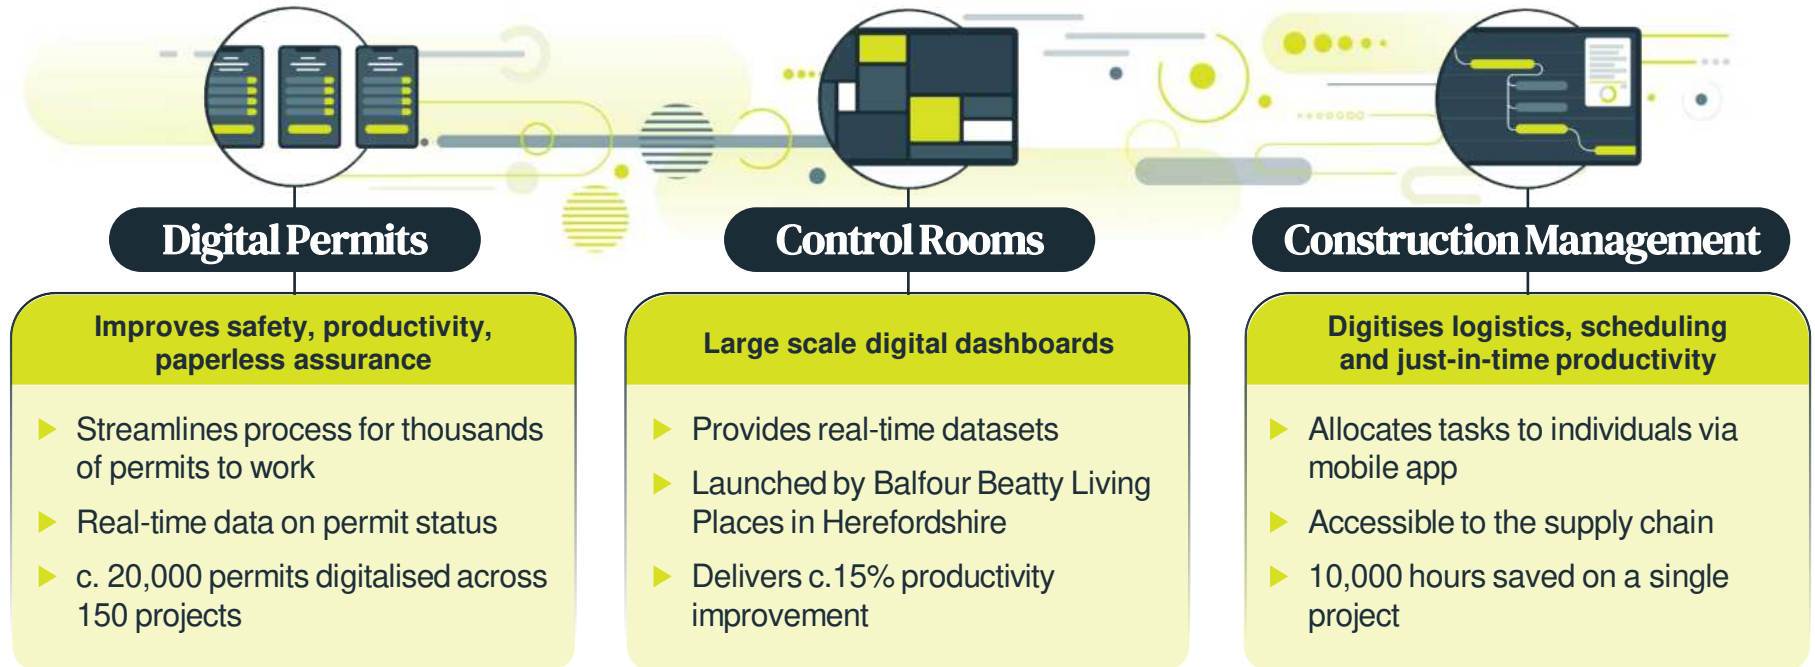 Digital Permits
Improves safety, productivity,
paperless assurance
Streamlines process for thousands
of permits to work
Real-time data on permit status
c. 20,000 permits digitalised across
150 projects
Control Rooms
Large scale digital dashboards
Provides real-time datasets
Launched by Balfour Beatty Living
Places in Herefordshire
Delivers c.15% productivity
improvement
Construction Management
Digitises logistics, scheduling
and just-in-time productivity
Allocates tasks to individuals via
mobile app
Accessible to the supply chain
10,000 hours saved on a single
project